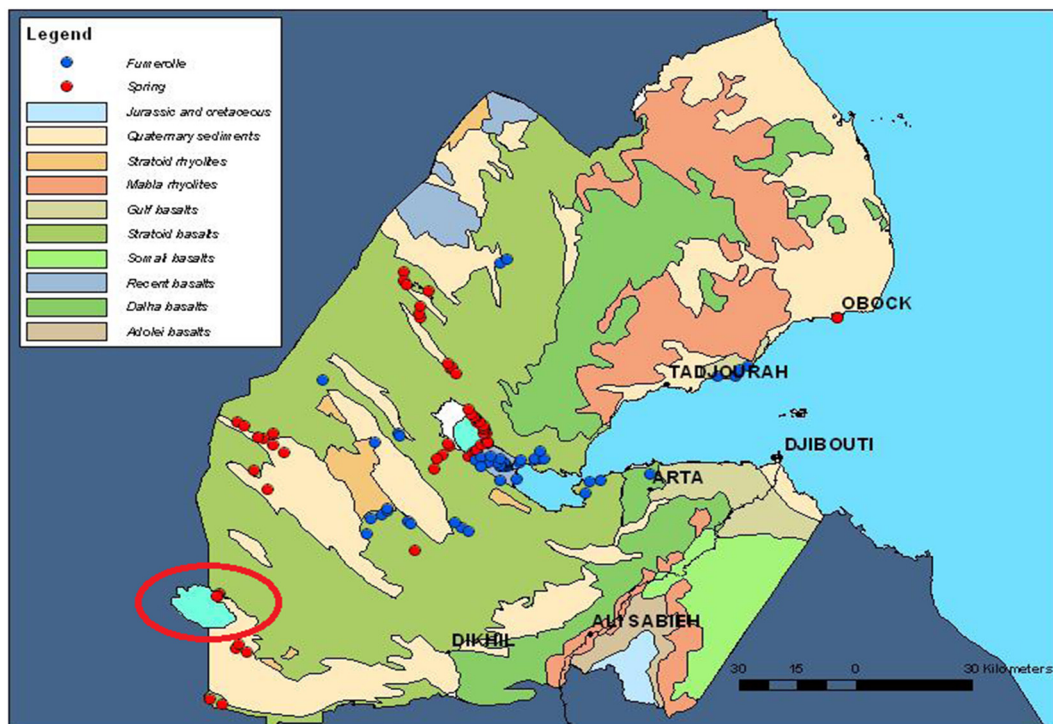 Legend
Fumerolle
Spring
Jurassic and cretaceous
Quaternary sediments
Stratoid rhyolites
Mabla rhyolites
Gulf basalts
Stratoid basalts
Somali basalts
Recent basalts
Dalha basalts
Adolei basalts
OBOCK
TADJOURAH
DJIBOUTI
ARTA
ALI SABIEH
DIKHIL
30 15 0 30 Kilometers